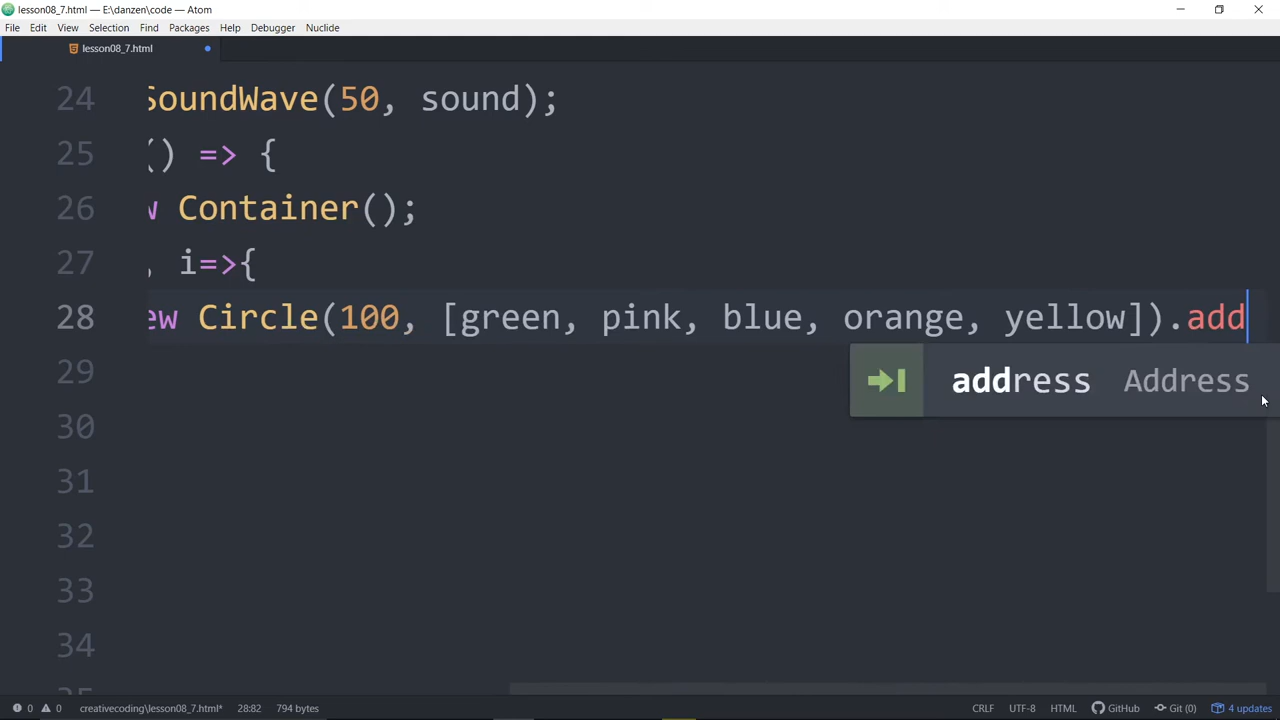 lesson08_7.html — E:\danzen\code — Atom
File Edit View Selection Find Packages Help Debugger Nuclide
lesson08_7.html
24 SoundWave(50, sound);
25 () => {
26 w Container();
27 , i=>{
28 ew Circle(100, [green, pink, blue, orange, yellow]).add
29 address Address
30
31
32
33
34
35
0 0 creativecoding\lesson08_7.html* 28:82 794 bytes CRLF UTF-8 HTML GitHub Git (0) 4 updates